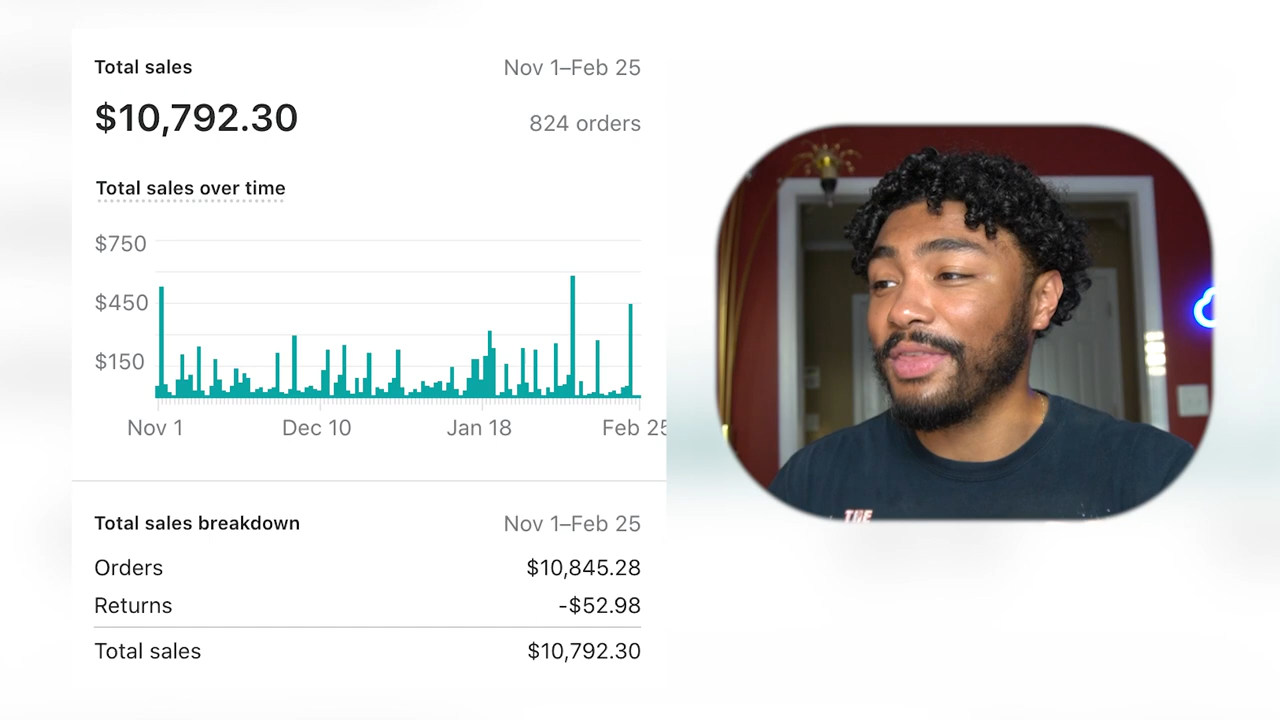 Total sales
Nov 1–Feb 25
$10,792.30
824 orders
Total sales over time
$750
$450
$150
Nov 1
Dec 10
Jan 18
Feb 25
Total sales breakdown
Nov 1–Feb 25
Orders
$10,845.28
Returns
-$52.98
Total sales
$10,792.30
THE